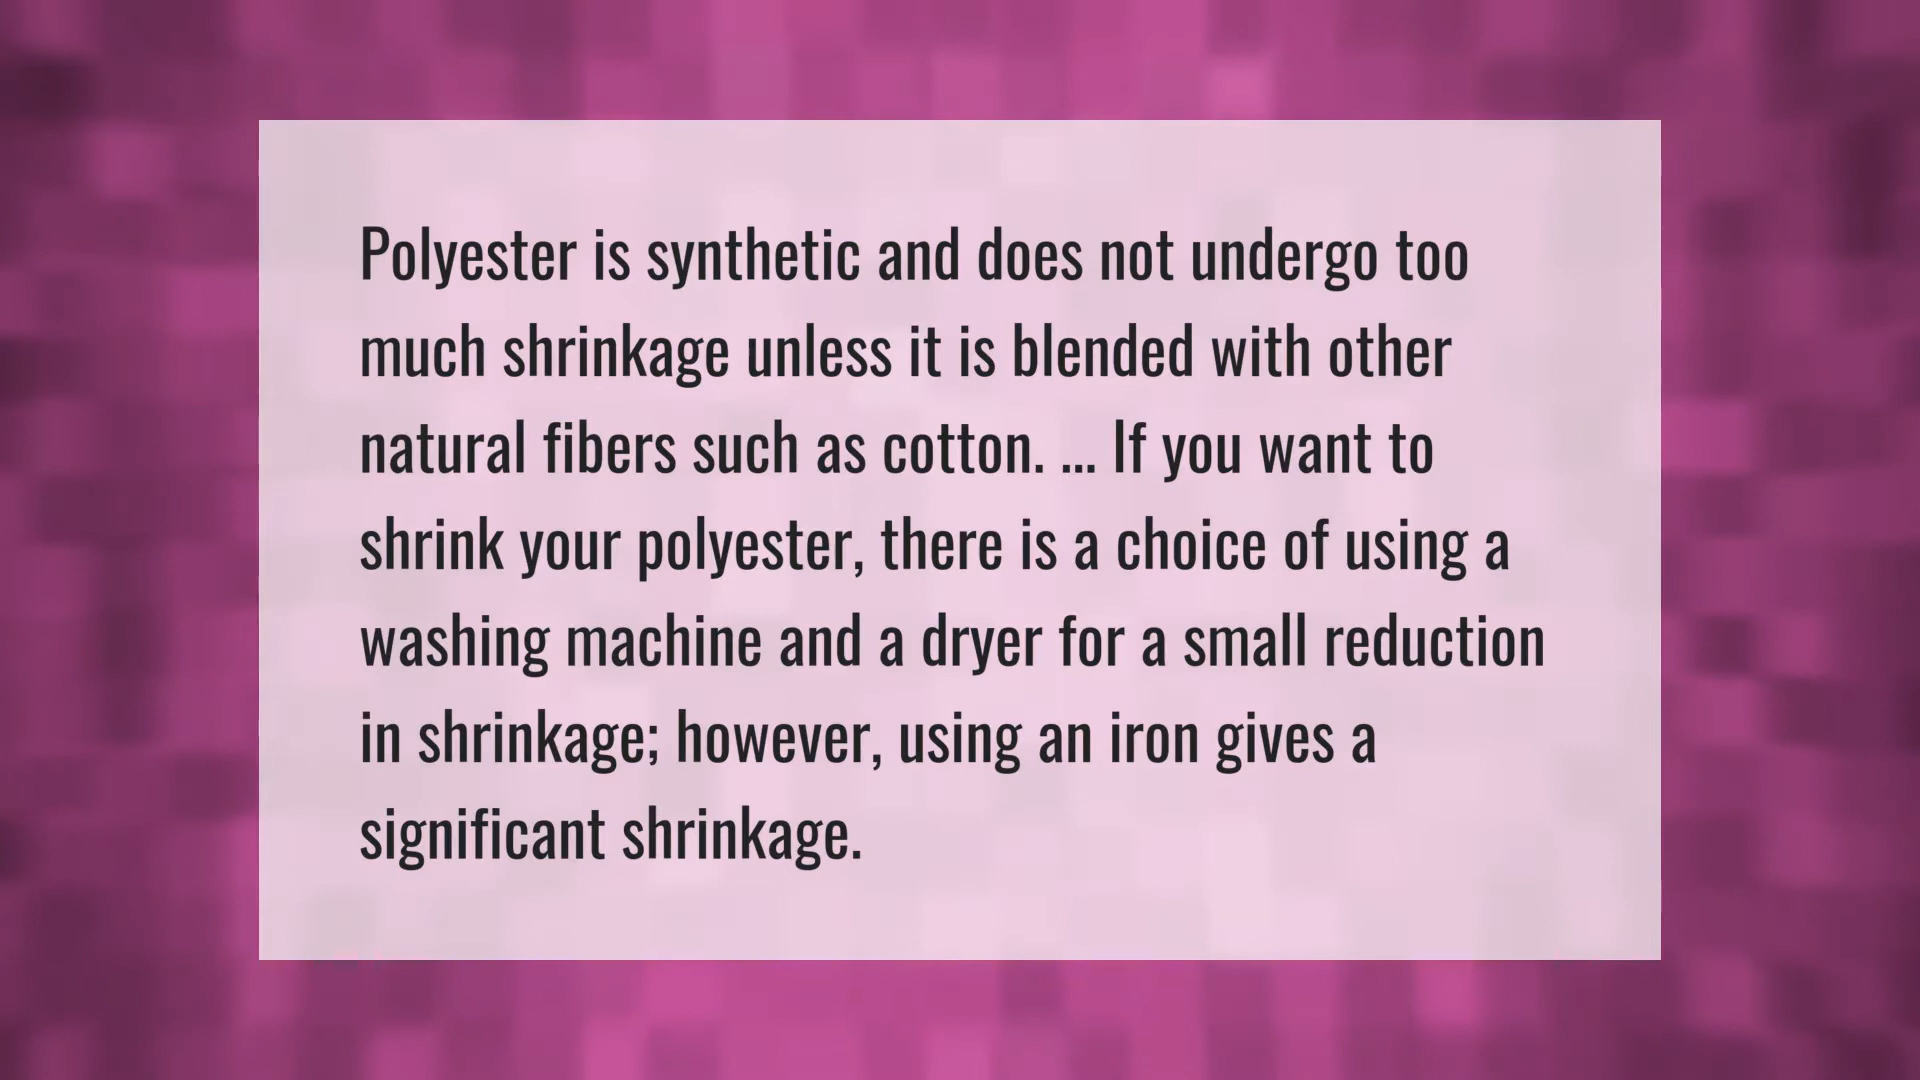 Polyester is synthetic and does not undergo too
much shrinkage unless it is blended with other
natural fibers such as cotton. ... If you want to
shrink your polyester, there is a choice of using a
washing machine and a dryer for a small reduction
in shrinkage; however, using an iron gives a
significant shrinkage.